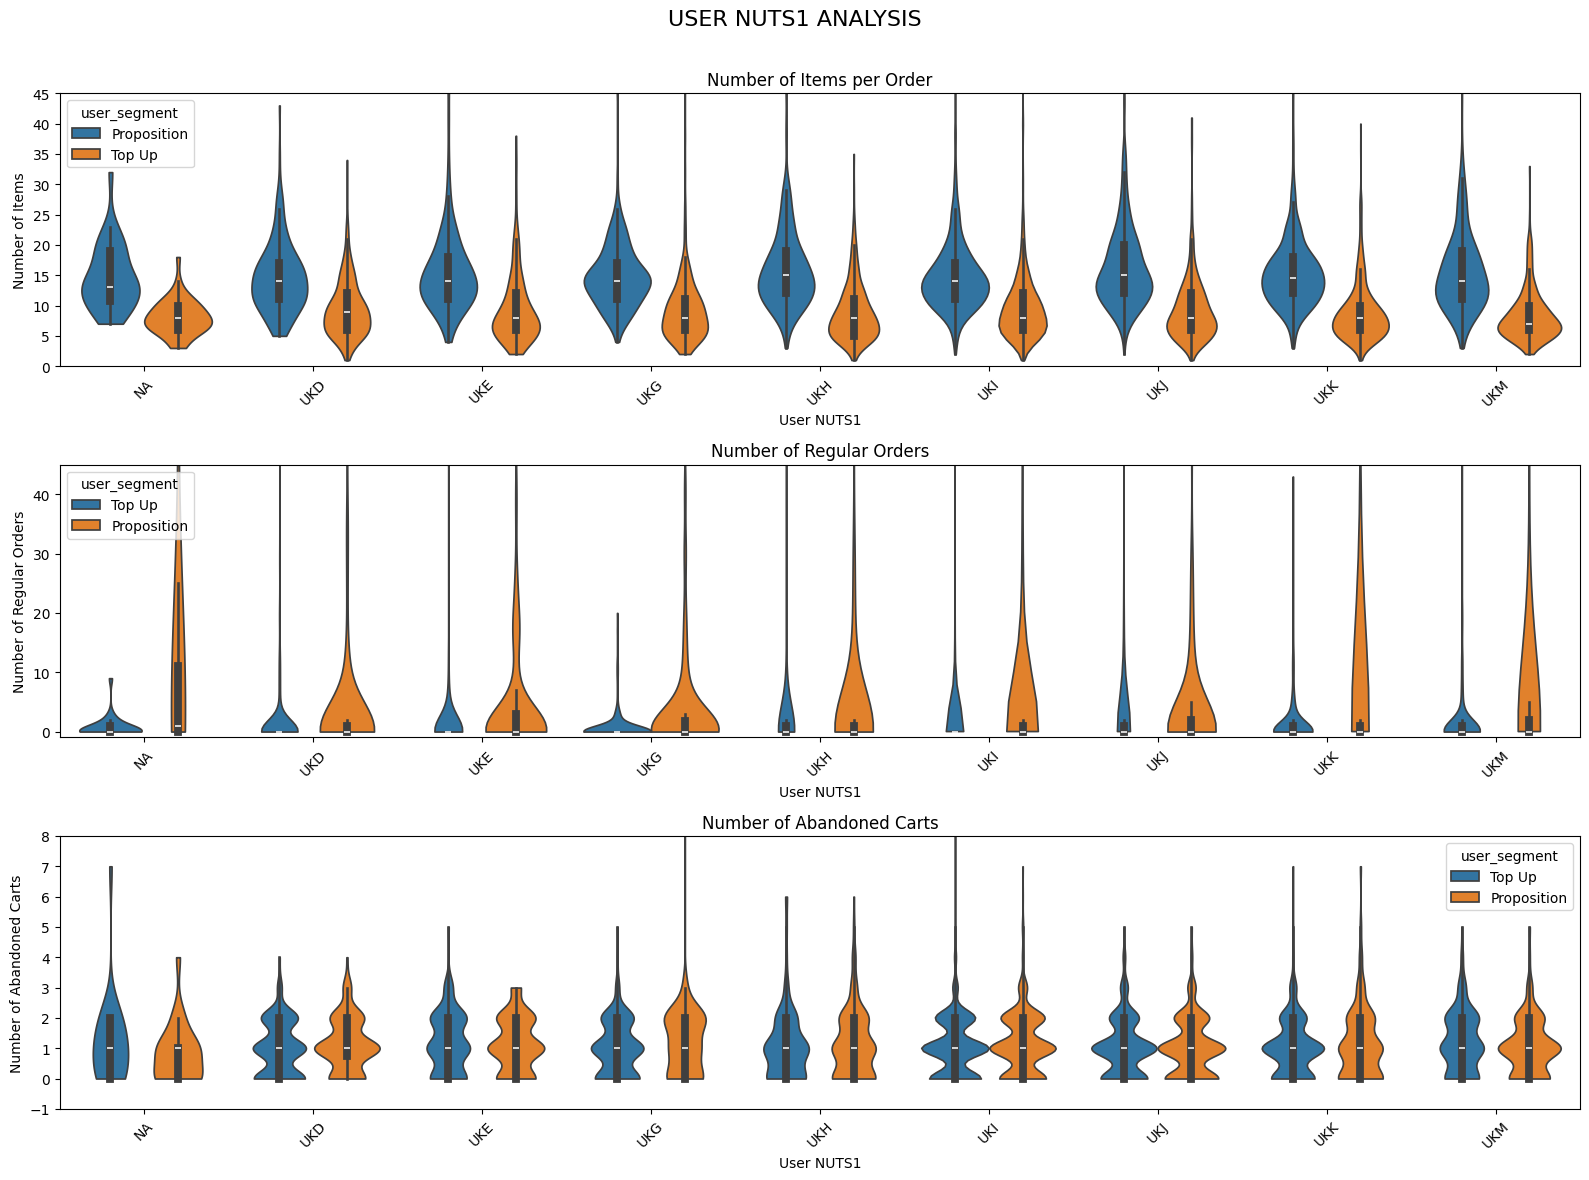 USER NUTS1 ANALYSIS
Number of Items per Order
user_segment
Proposition
Top Up
Number of Items
45
40
35
30
25
20
15
10
5
0
NA UKD UKE UKG UKH UKI UKJ UKK UKM
User NUTS1
Number of Regular Orders
user_segment
Top Up
Proposition
Number of Regular Orders
40
30
20
10
0
NA UKD UKE UKG UKH UKI UKJ UKK UKM
User NUTS1
Number of Abandoned Carts
user_segment
Top Up
Proposition
Number of Abandoned Carts
8
7
6
5
4
3
2
1
0
−1
NA UKD UKE UKG UKH UKI UKJ UKK UKM
User NUTS1